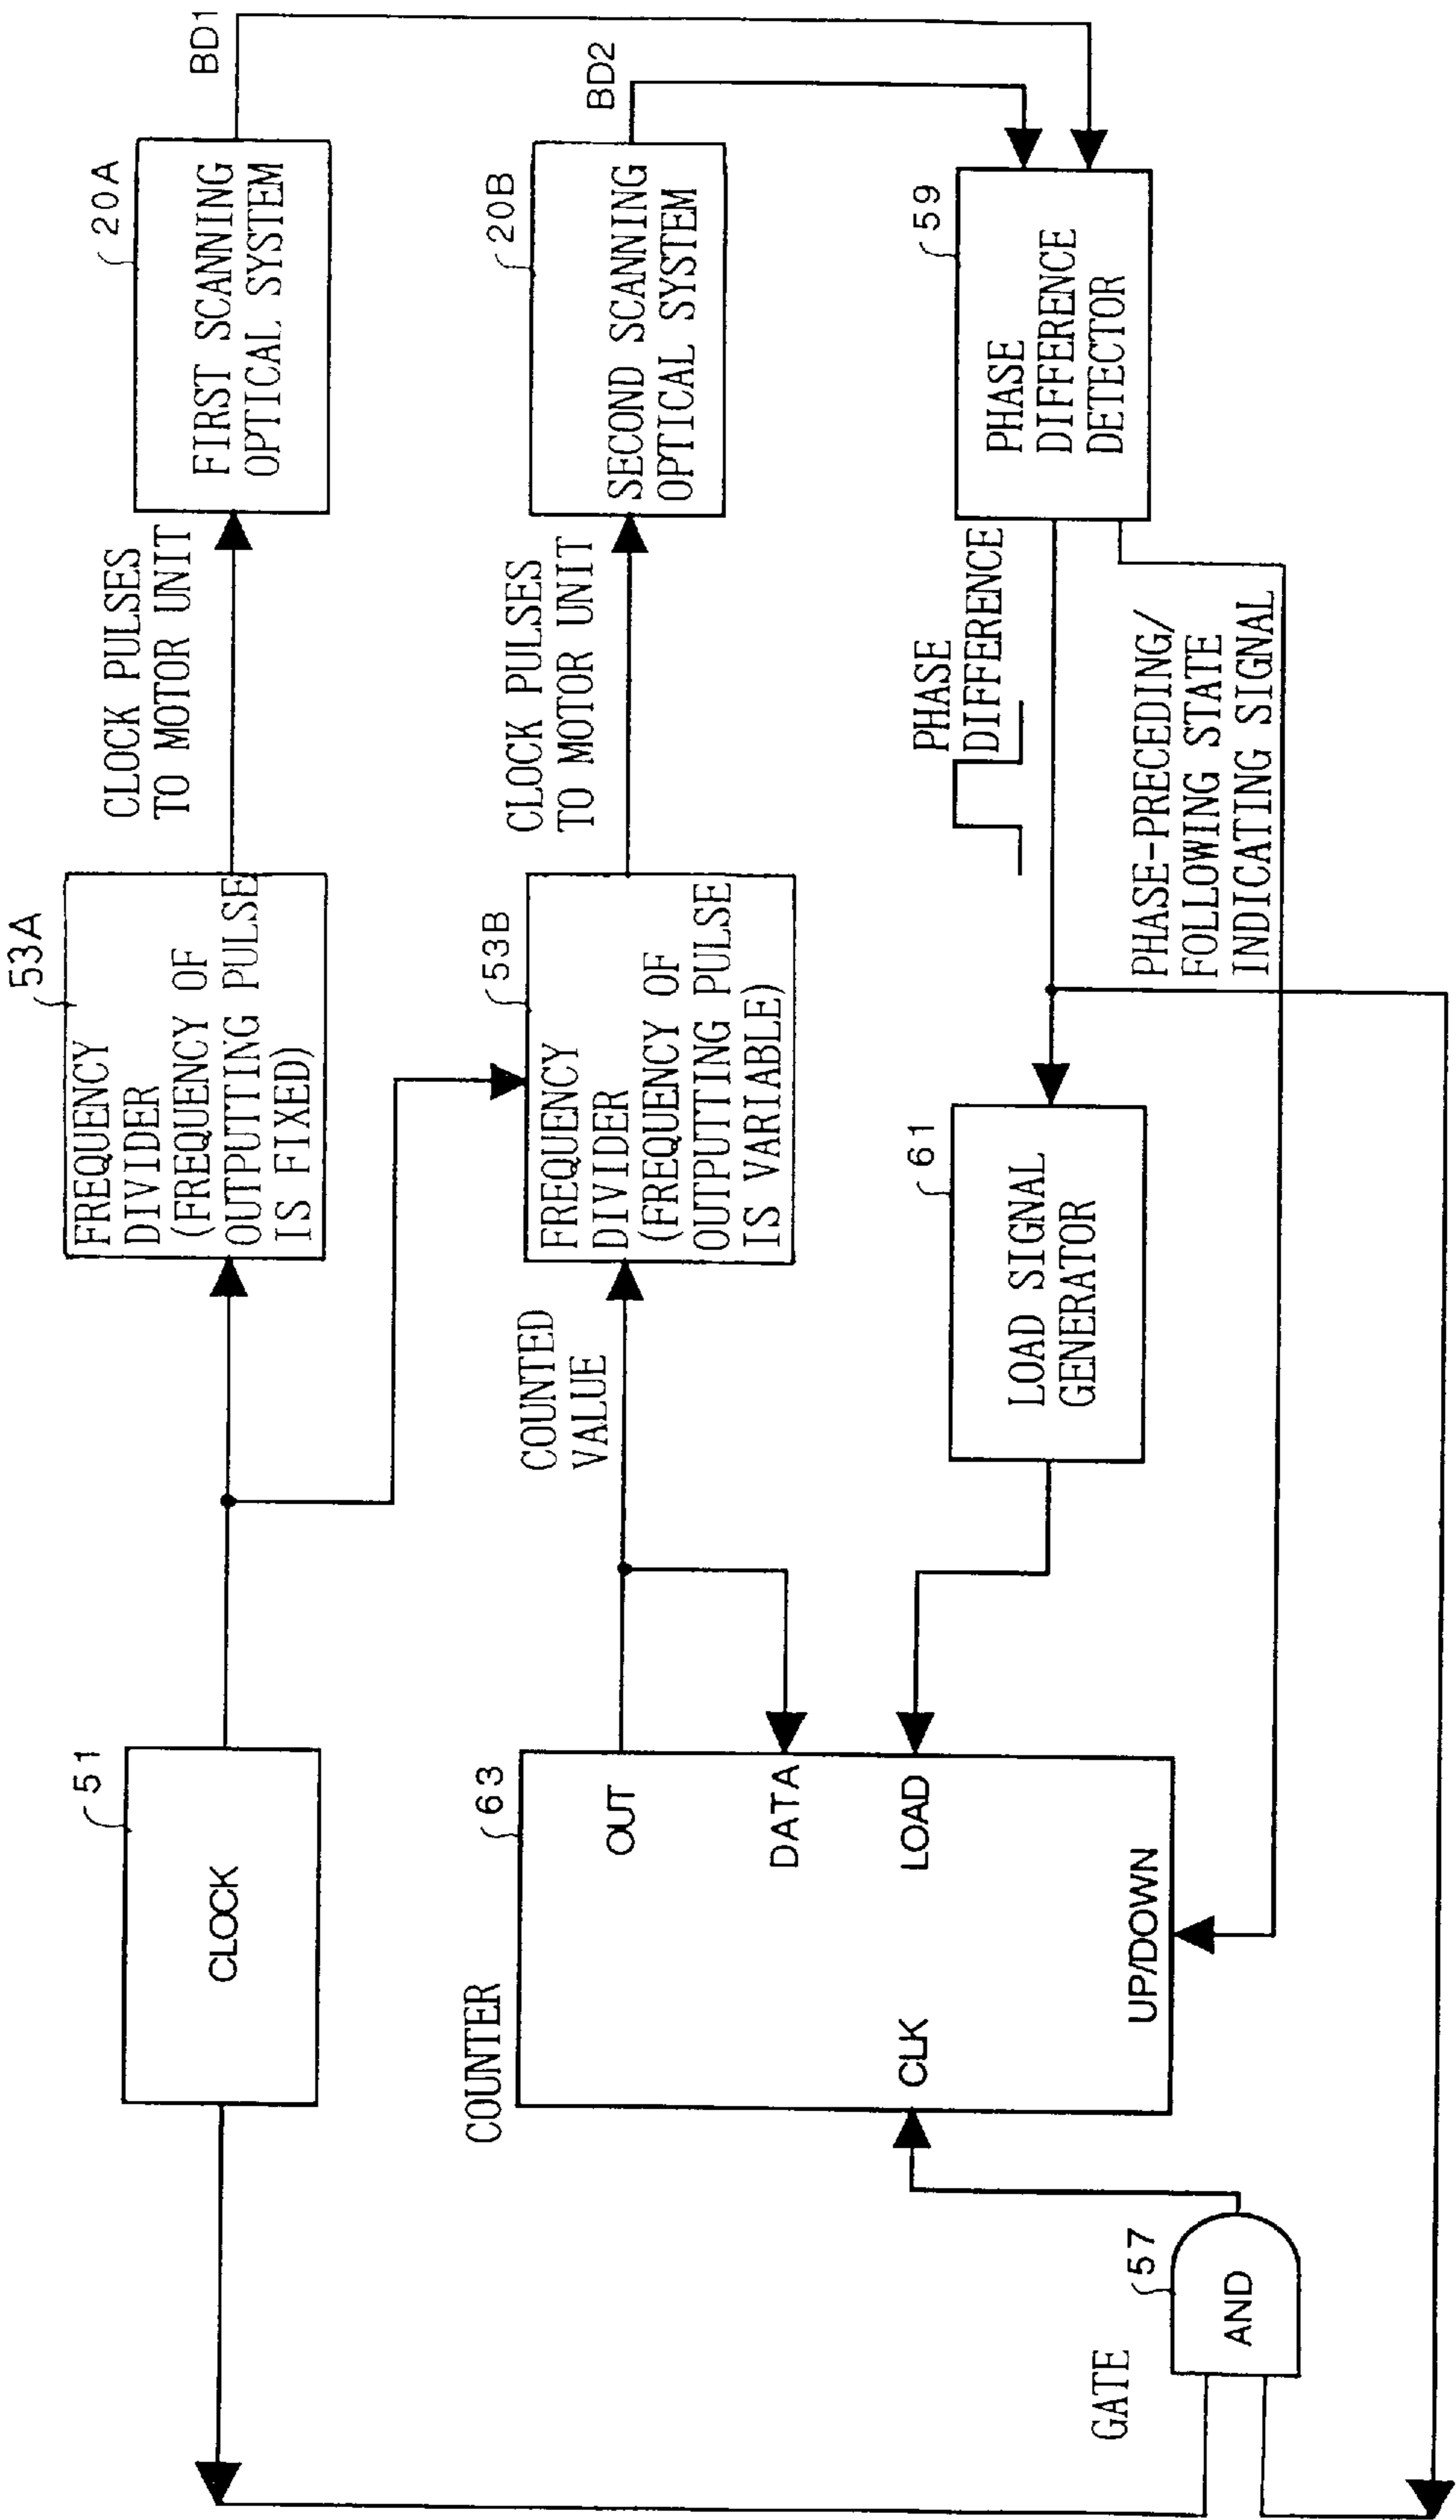 51
CLOCK
53A
FREQUENCY
DIVIDER
(FREQUENCY OF
OUTPUTTING PULSE
IS FIXED)
CLOCK PULSES
TO MOTOR UNIT
20A
FIRST SCANNING
OPTICAL SYSTEM
BD1
COUNTER
63
OUT
DATA
LOAD
CLK
UP/DOWN
COUNTED
VALUE
53B
FREQUENCY
DIVIDER
(FREQUENCY OF
OUTPUTTING PULSE
IS VARIABLE)
CLOCK PULSES
TO MOTOR UNIT
20B
SECOND SCANNING
OPTICAL SYSTEM
BD2
61
LOAD SIGNAL
GENERATOR
PHASE
DIFFERENCE
59
PHASE
DIFFERENCE
DETECTOR
PHASE-PRECEDING/
FOLLOWING STATE
INDICATING SIGNAL
GATE
57
AND